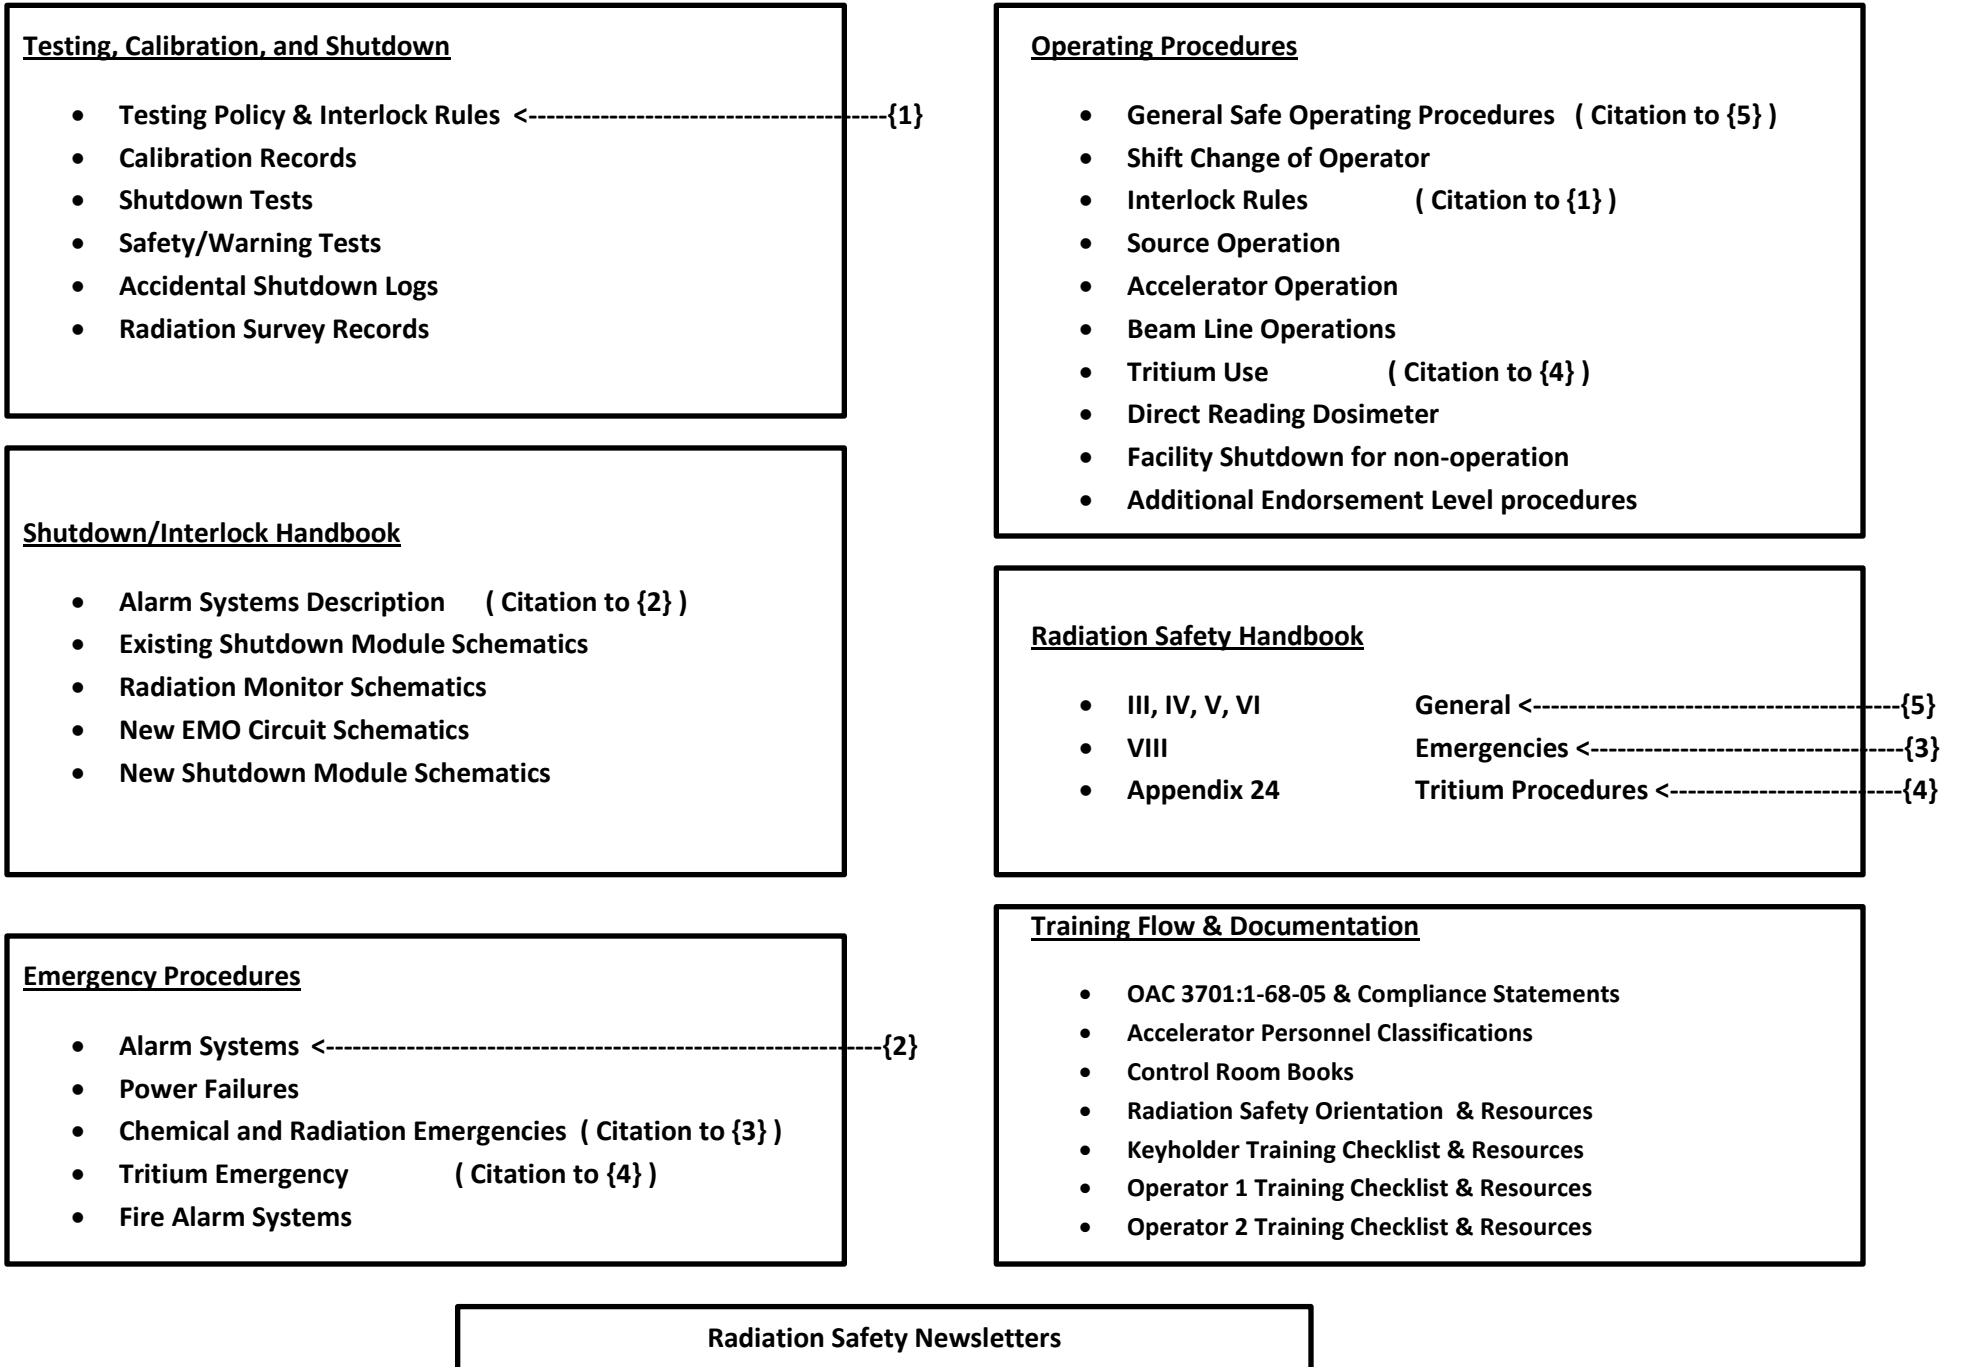 Testing, Calibration, and Shutdown
• Testing Policy & Interlock Rules <----------------------------------------{1}
• Calibration Records
• Shutdown Tests
• Safety/Warning Tests
• Accidental Shutdown Logs
• Radiation Survey Records
Shutdown/Interlock Handbook
• Alarm Systems Description ( Citation to {2} )
• Existing Shutdown Module Schematics
• Radiation Monitor Schematics
• New EMO Circuit Schematics
• New Shutdown Module Schematics
Emergency Procedures
• Alarm Systems <--------------------------------------------------------------{2}
• Power Failures
• Chemical and Radiation Emergencies ( Citation to {3} )
• Tritium Emergency ( Citation to {4} )
• Fire Alarm Systems
Operating Procedures
• General Safe Operating Procedures ( Citation to {5} )
• Shift Change of Operator
• Interlock Rules ( Citation to {1} )
• Source Operation
• Accelerator Operation
• Beam Line Operations
• Tritium Use ( Citation to {4} )
• Direct Reading Dosimeter
• Facility Shutdown for non-operation
• Additional Endorsement Level procedures
Radiation Safety Handbook
• III, IV, V, VI General <-----------------------------------------{5}
• VIII Emergencies <-----------------------------------{3}
• Appendix 24 Tritium Procedures <--------------------------{4}
Training Flow & Documentation
• OAC 3701:1-68-05 & Compliance Statements
• Accelerator Personnel Classifications
• Control Room Books
• Radiation Safety Orientation & Resources
• Keyholder Training Checklist & Resources
• Operator 1 Training Checklist & Resources
• Operator 2 Training Checklist & Resources
Radiation Safety Newsletters